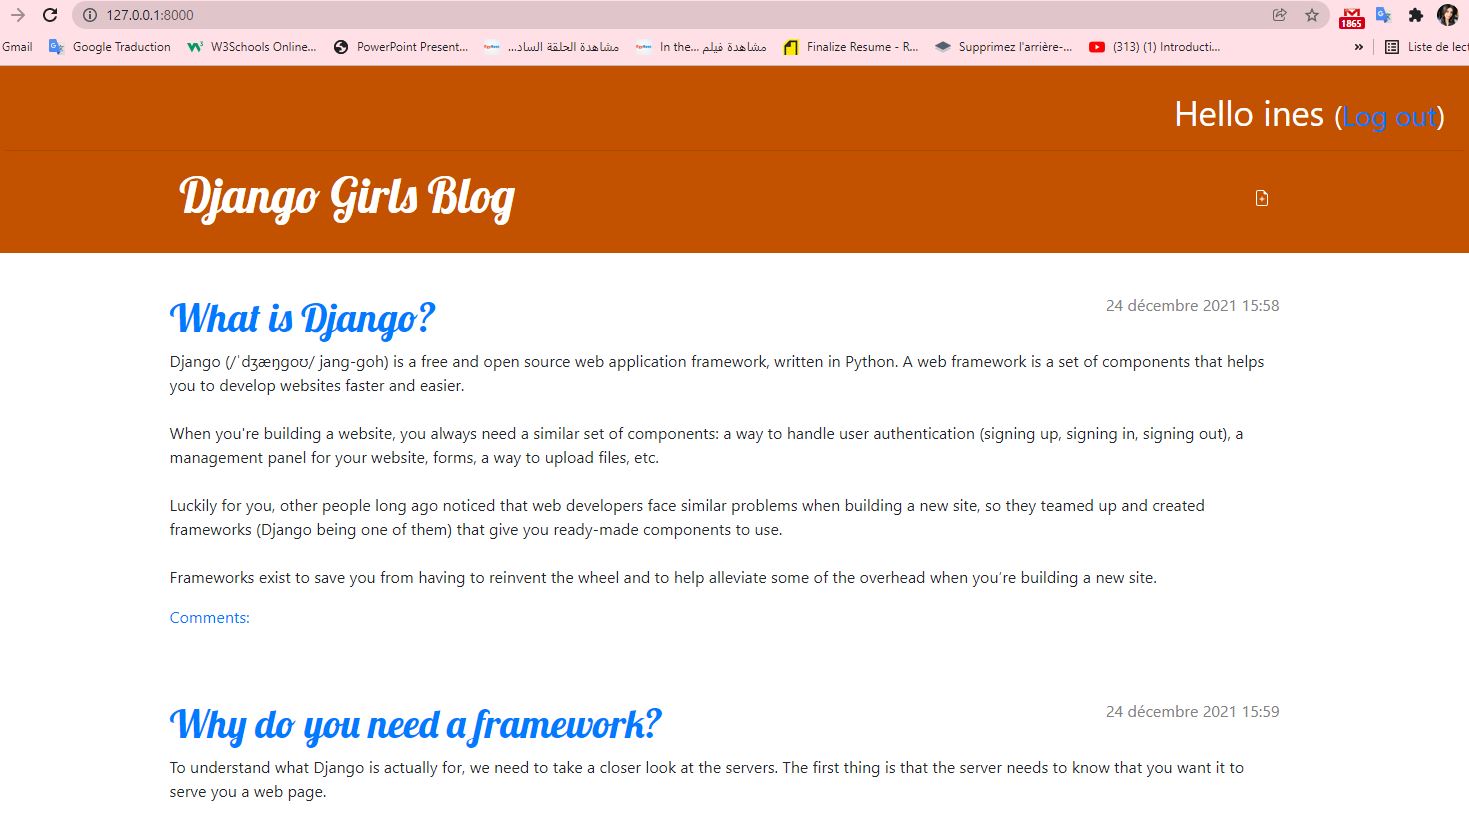 127.0.0.1:8000
1865
Gmail
Google Traduction
W3Schools Online...
PowerPoint Present...
مشاهدة الحلقة الساد...
مشاهدة فيلم In the...
Finalize Resume - R...
Supprimez l'arrière-...
(313) (1) Introducti...
»
Liste de lect
Hello ines (Log out)
Django Girls Blog
What is Django?
24 décembre 2021 15:58
Django (/ˈdʒæŋɡoʊ/ jang-goh) is a free and open source web application framework, written in Python. A web framework is a set of components that helps
you to develop websites faster and easier.
When you're building a website, you always need a similar set of components: a way to handle user authentication (signing up, signing in, signing out), a
management panel for your website, forms, a way to upload files, etc.
Luckily for you, other people long ago noticed that web developers face similar problems when building a new site, so they teamed up and created
frameworks (Django being one of them) that give you ready-made components to use.
Frameworks exist to save you from having to reinvent the wheel and to help alleviate some of the overhead when you’re building a new site.
Comments:
Why do you need a framework?
24 décembre 2021 15:59
To understand what Django is actually for, we need to take a closer look at the servers. The first thing is that the server needs to know that you want it to
serve you a web page.